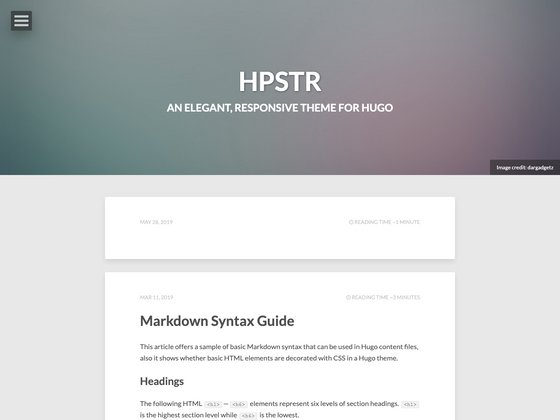 HPSTR
AN ELEGANT, RESPONSIVE THEME FOR HUGO
Image credit: dargadgetz
MAY 28, 2019
READING TIME ~1 MINUTE
MAR 11, 2019
READING TIME ~3 MINUTES
Markdown Syntax Guide
This article offers a sample of basic Markdown syntax that can be used in Hugo content files,
also it shows whether basic HTML elements are decorated with CSS in a Hugo theme.
Headings
The following HTML <h1> — <h6> elements represent six levels of section headings. <h1>
is the highest section level while <h6> is the lowest.